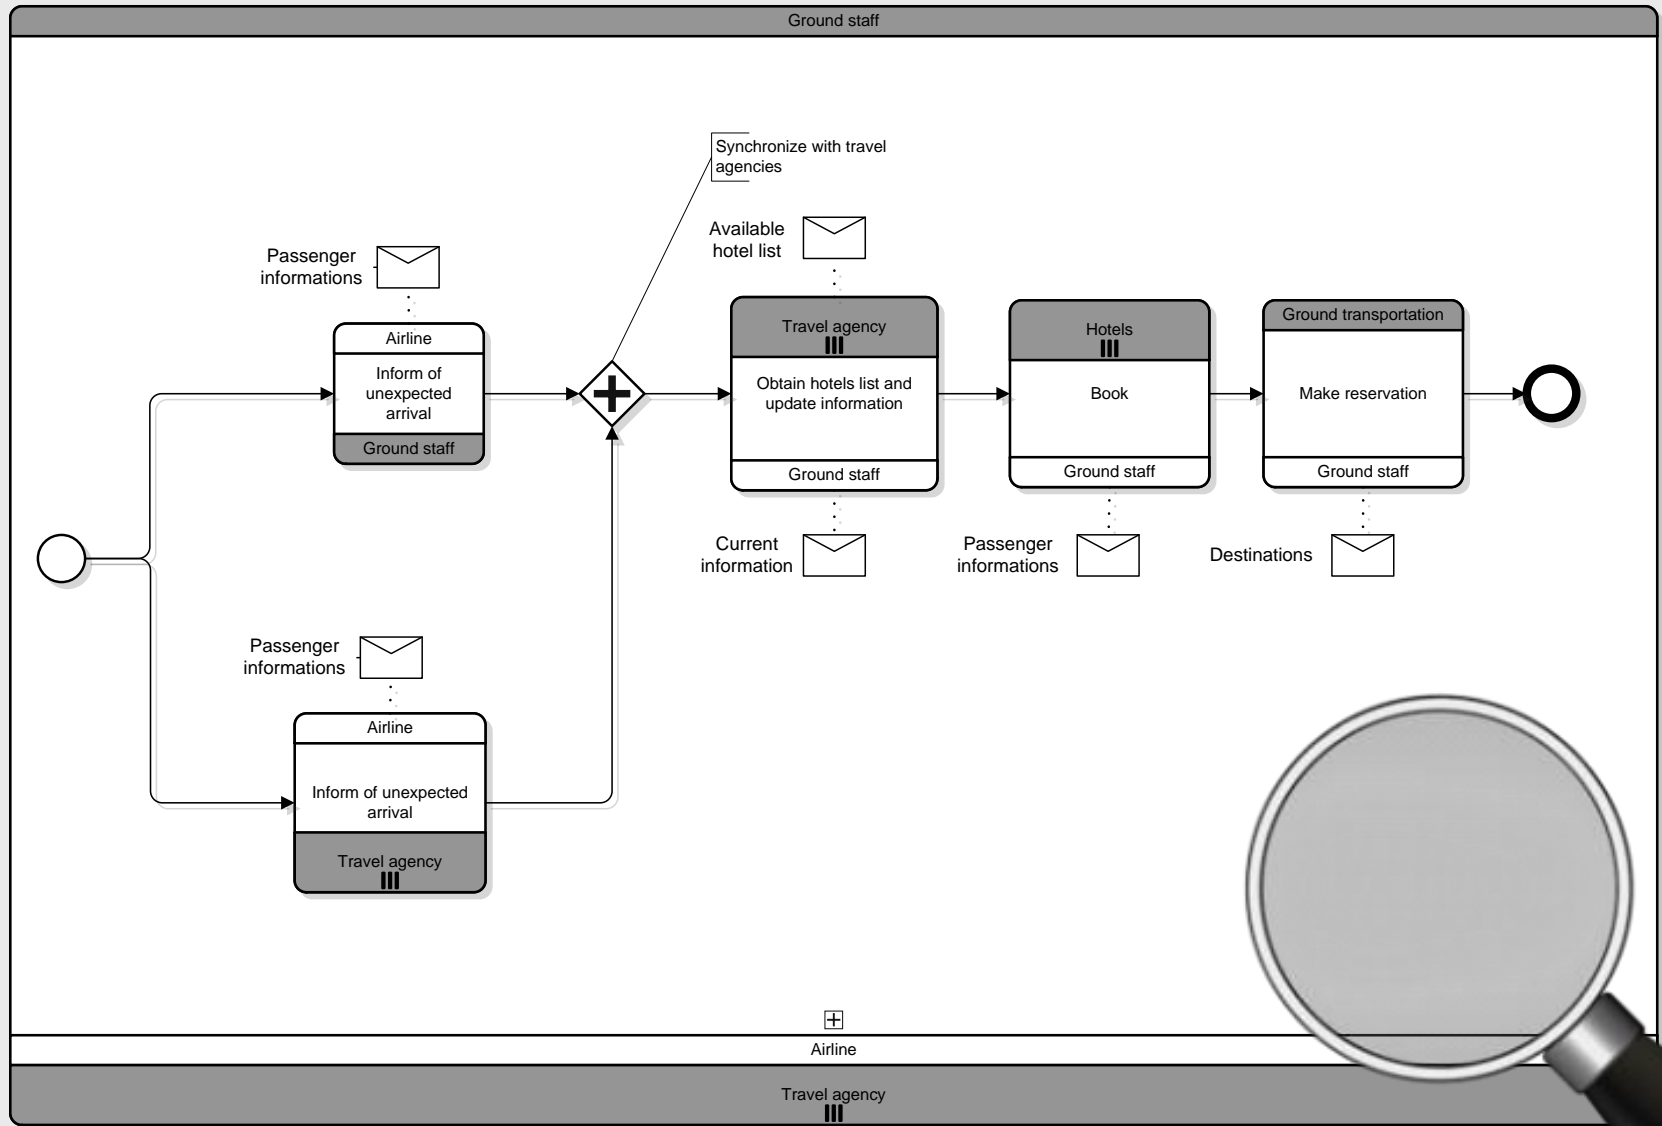 Ground staff
Synchronize with travel
agencies
Available
hotel list
Passenger
informations
Airline
Inform of
unexpected
arrival
Ground staff
Travel agency
Obtain hotels list and
update information
Ground staff
Hotels
Book
Ground staff
Ground transportation
Make reservation
Ground staff
Current
information
Passenger
informations
Destinations
Passenger
informations
Airline
Inform of unexpected
arrival
Travel agency
Airline
Travel agency